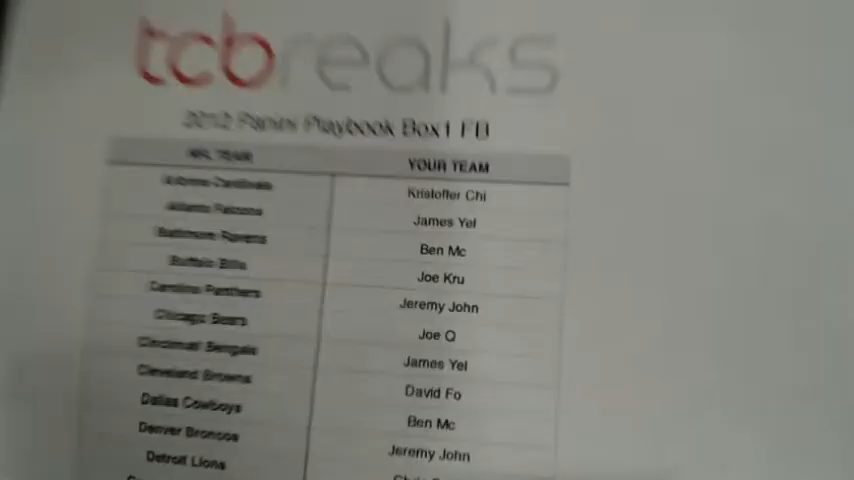 tcbreaks
2012 Panini Playbook Box1 FB
NFL TEAM YOUR TEAM
Arizona Cardinals Kristoffer Chi
Atlanta Falcons James Yel
Baltimore Ravens Ben Mc
Buffalo Bills Joe Kru
Carolina Panthers Jeremy John
Chicago Bears Joe Q
Cincinnati Bengals James Yel
Cleveland Browns David Fo
Dallas Cowboys Ben Mc
Denver Broncos Jeremy John
Detroit Lions